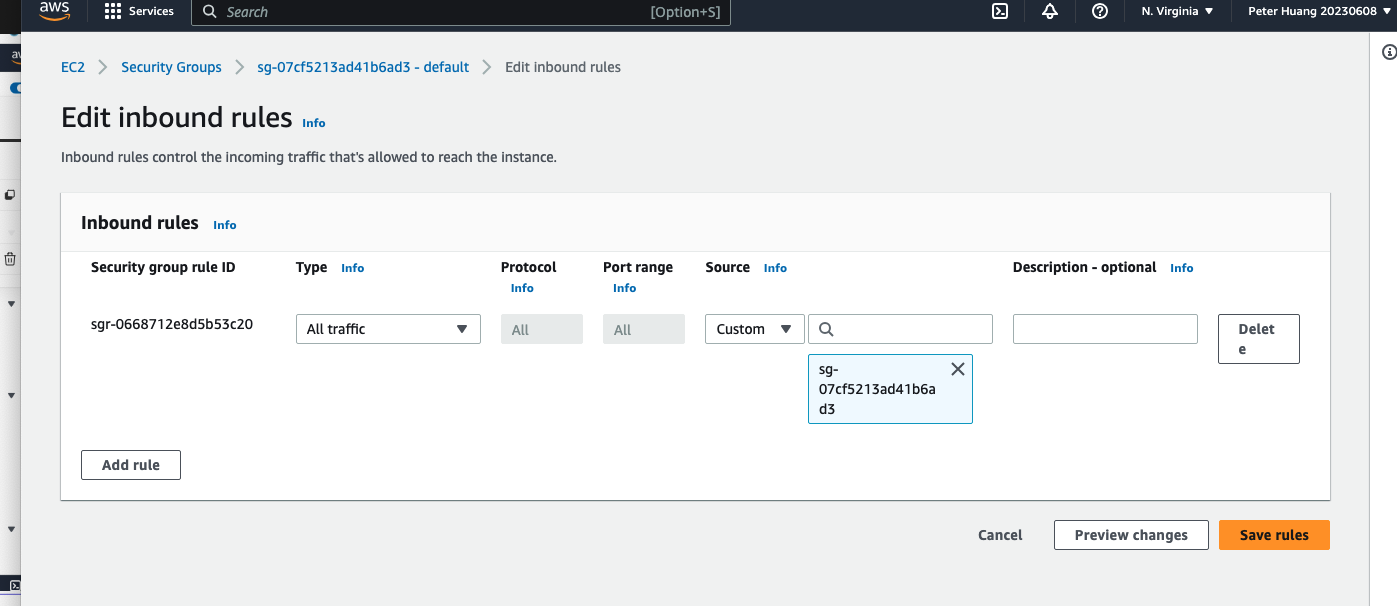 aws
Services
Search
[Option+S]
N. Virginia
Peter Huang 20230608
EC2
Security Groups
sg-07cf5213ad41b6ad3 - default
Edit inbound rules
Edit inbound rules
Info
Inbound rules control the incoming traffic that's allowed to reach the instance.
Inbound rules
Info
Security group rule ID
Type
Info
Protocol
Info
Port range
Info
Source
Info
Description - optional
Info
sgr-0668712e8d5b53c20
All traffic
All
All
Custom
sg-
07cf5213ad41b6a
d3
Delet
e
Add rule
Cancel
Preview changes
Save rules